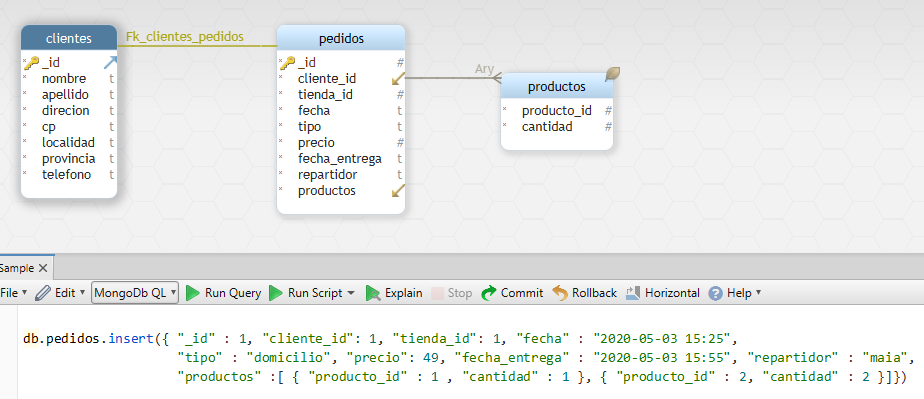 clientes
Fk_clientes_pedidos
pedidos
_id
nombre t
apellido t
direcion t
cp t
localidad t
provincia t
telefono t
_id #
cliente_id
tienda_id #
fecha t
tipo t
precio #
fecha_entrega t
repartidor t
productos
Ary
productos
producto_id #
cantidad #
Sample
File Edit MongoDb QL Run Query Run Script Explain Stop Commit Rollback Horizontal Help
db.pedidos.insert({ "_id" : 1, "cliente_id": 1, "tienda_id": 1, "fecha" : "2020-05-03 15:25",
"tipo" : "domicilio", "precio": 49, "fecha_entrega" : "2020-05-03 15:55", "repartidor" : "maia",
"productos" :[ { "producto_id" : 1 , "cantidad" : 1 }, { "producto_id" : 2, "cantidad" : 2 }]})